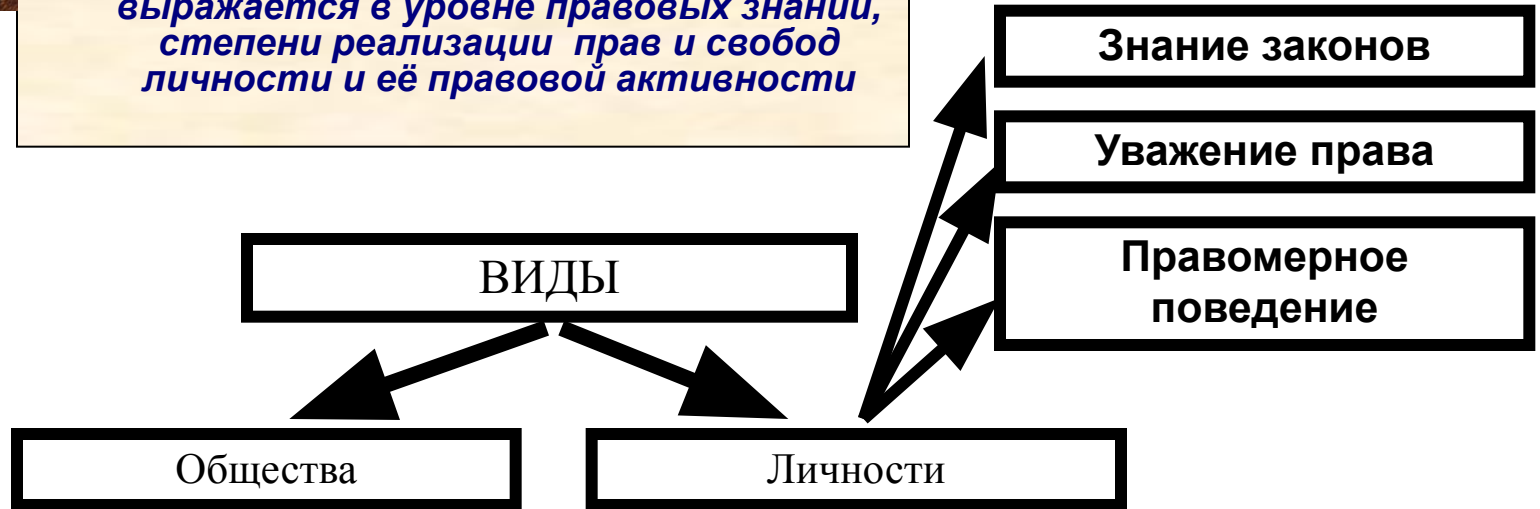 выражается в уровне правовых знаний,
степени реализации прав и свобод
личности и её правовой активности
Знание законов
Уважение права
Правомерное
поведение
ВИДЫ
Общества
Личности